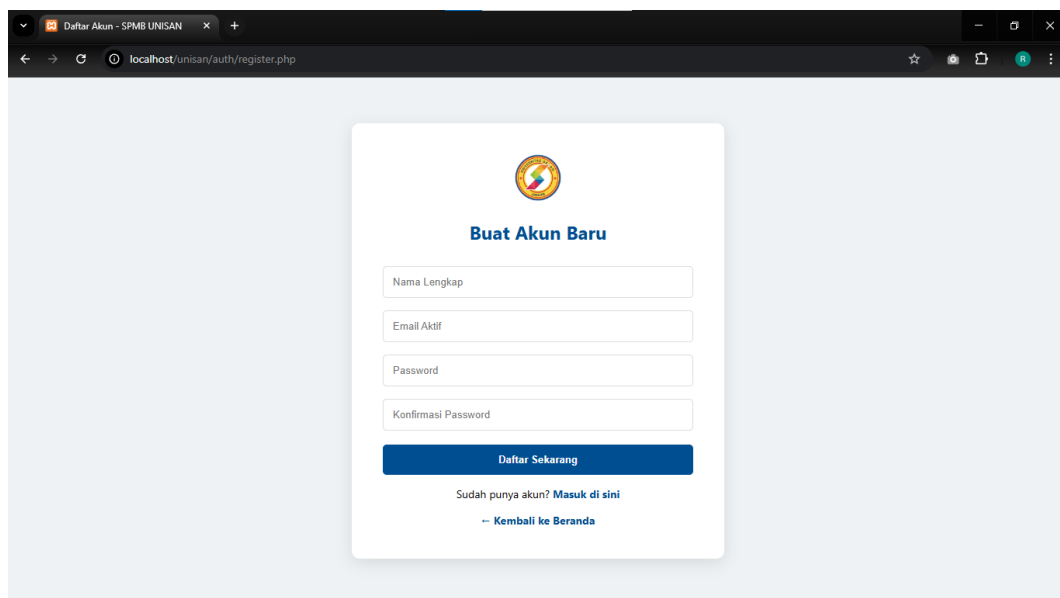 Daftar Akun - SPMB UNISAN
localhost/unisan/auth/register.php
R
Buat Akun Baru
Nama Lengkap
Email Aktif
Password
Konfirmasi Password
Daftar Sekarang
Sudah punya akun? Masuk di sini
← Kembali ke Beranda